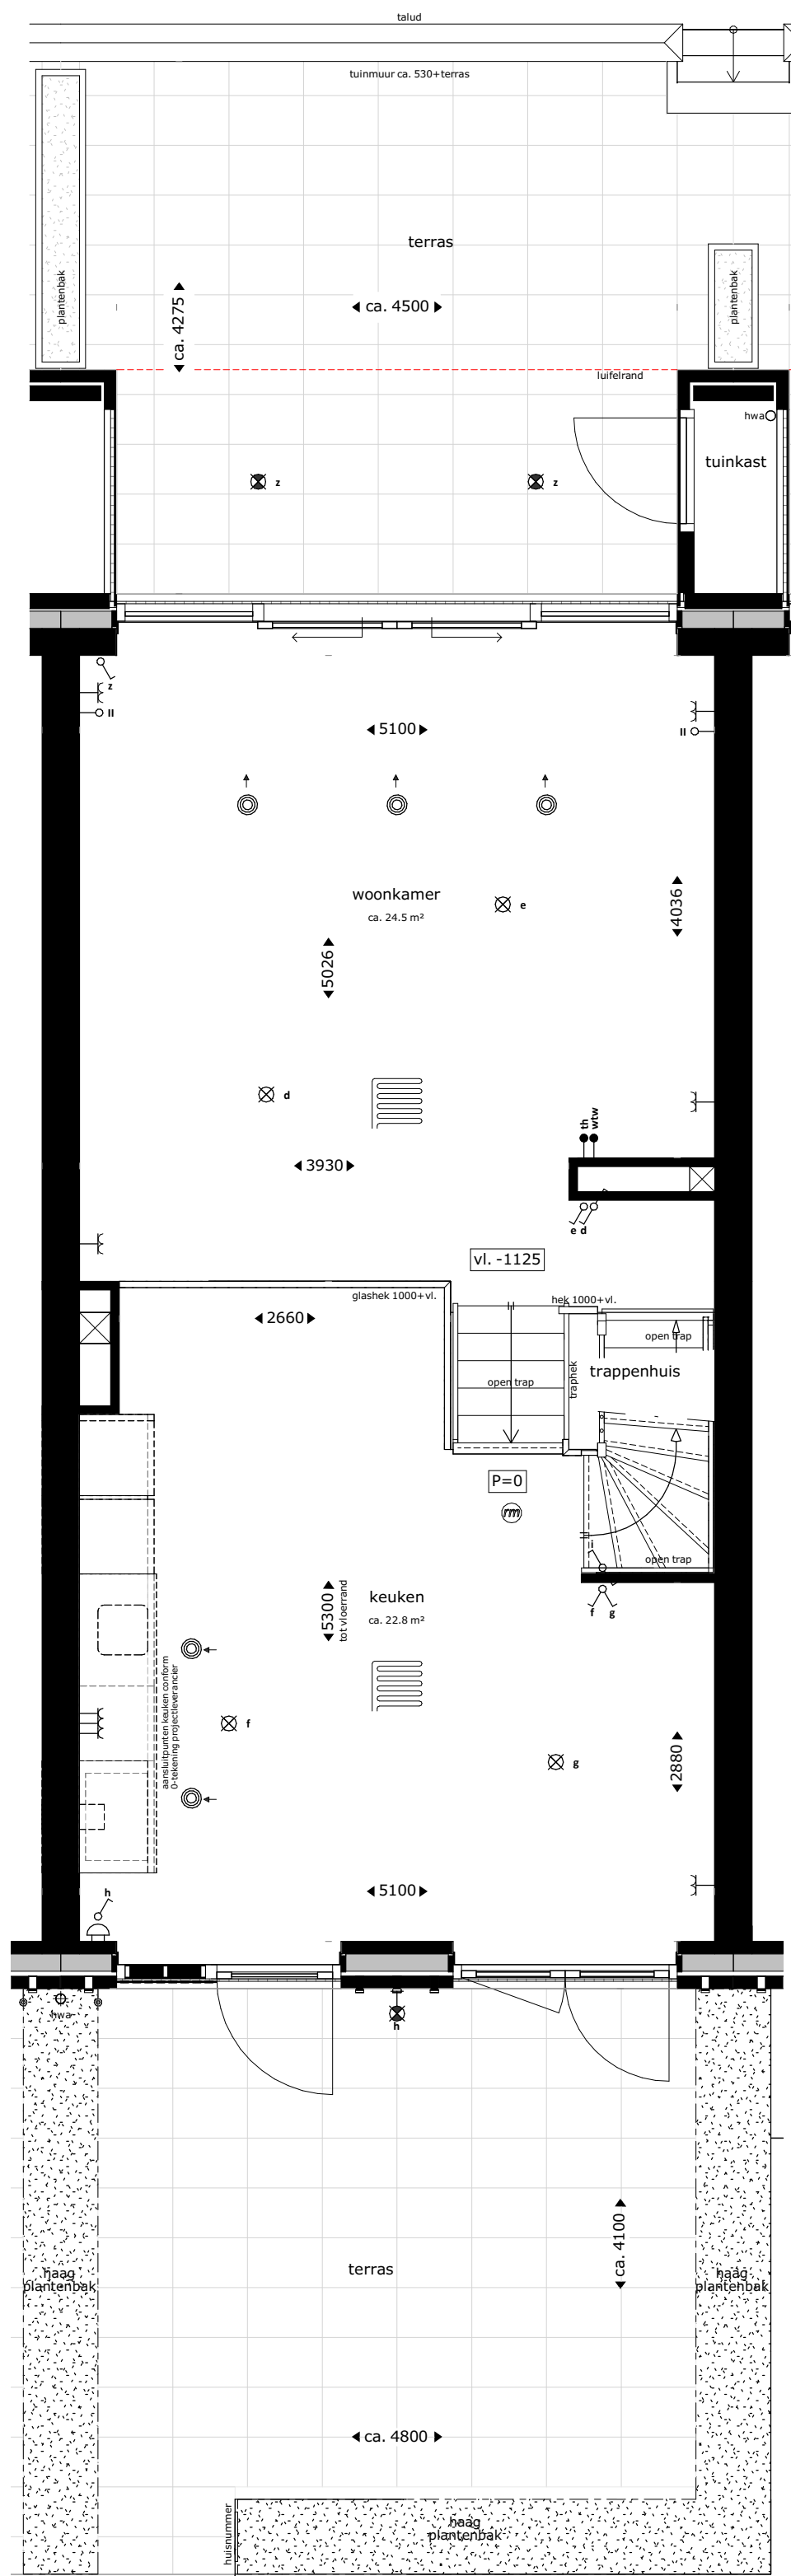 talud
tuinmuur ca. 530+terras
terras
plantenbak
plantenbak
ca. 4275
ca. 4500
luifelrand
hwa
tuinkast
z
z
z
II
II
5100
woonkamer
ca. 24.5 m²
e
4036
5026
d
th
wtw
3930
e d
vl. -1125
glashek 1000+vl.
hek 1000+vl.
2660
open trap
trappenhuis
open trap
traphek
P=0
rm
open trap
i
f
g
keuken
ca. 22.8 m²
5300
tot vloerrand
aansluitpunten keuken conform
0-tekening projectleverancier
f
g
2880
5100
h
hwa
h
ca. 4100
terras
haag
plantenbak
haag
plantenbak
ca. 4800
huisnummer
haag
plantenbak